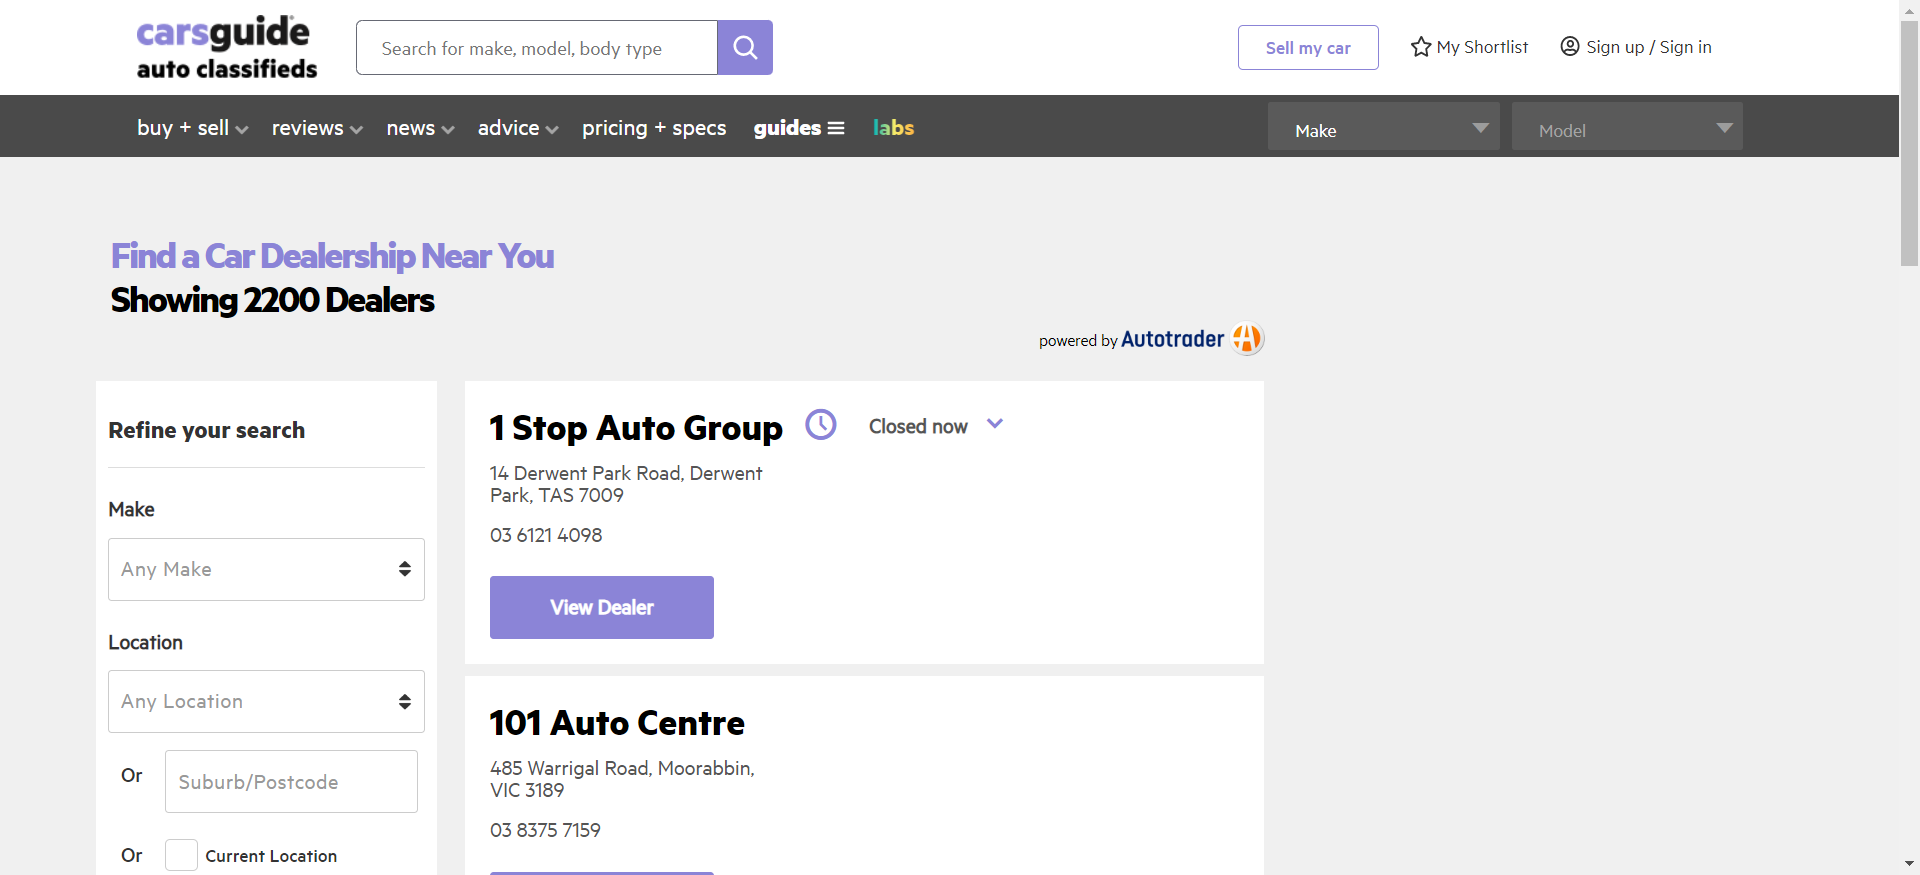 carsguide
auto classifieds
Search for make, model, body type
Sell my car
My Shortlist
Sign up / Sign in
buy + sell
reviews
news
advice
pricing + specs
guides
labs
Make
Model
Find a Car Dealership Near You
Showing 2200 Dealers
powered by Autotrader
Refine your search
Make
Any Make
Location
Any Location
Or
Suburb/Postcode
Or
Current Location
1 Stop Auto Group
Closed now
14 Derwent Park Road, Derwent
Park, TAS 7009
03 6121 4098
View Dealer
101 Auto Centre
485 Warrigal Road, Moorabbin,
VIC 3189
03 8375 7159